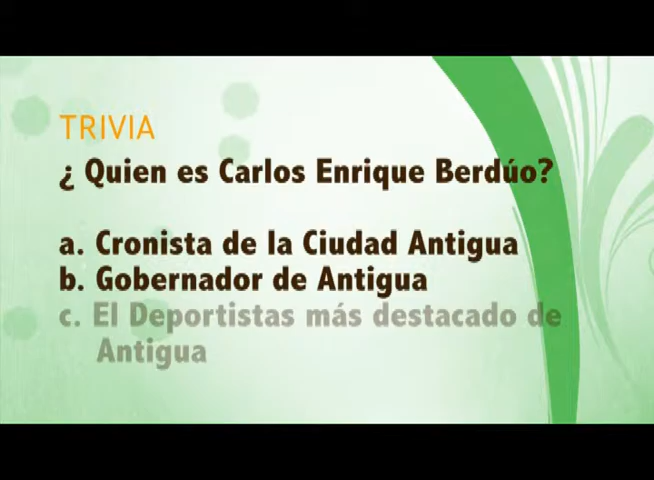 TRIVIA
¿ Quien es Carlos Enrique Berdúo?
a. Cronista de la Ciudad Antigua
b. Gobernador de Antigua
c. El Deportistas más destacado de
Antigua